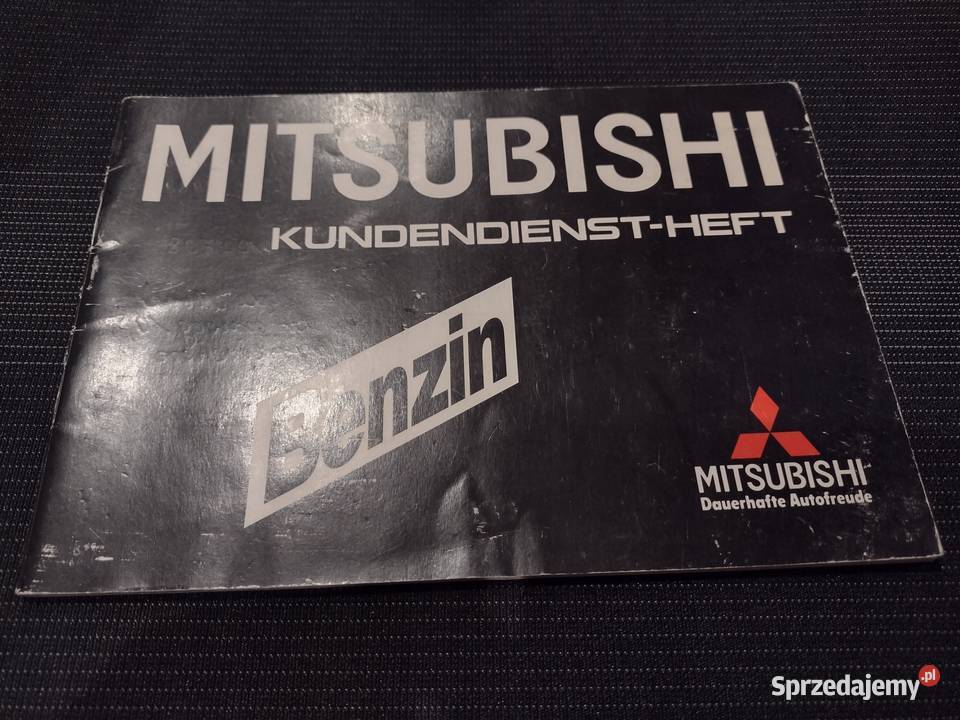 MITSUBISHI
KUNDENDIENST-HEFT
Benzin
MITSUBISHI
Dauerhafte Autofreude
Sprzedajemy.pl